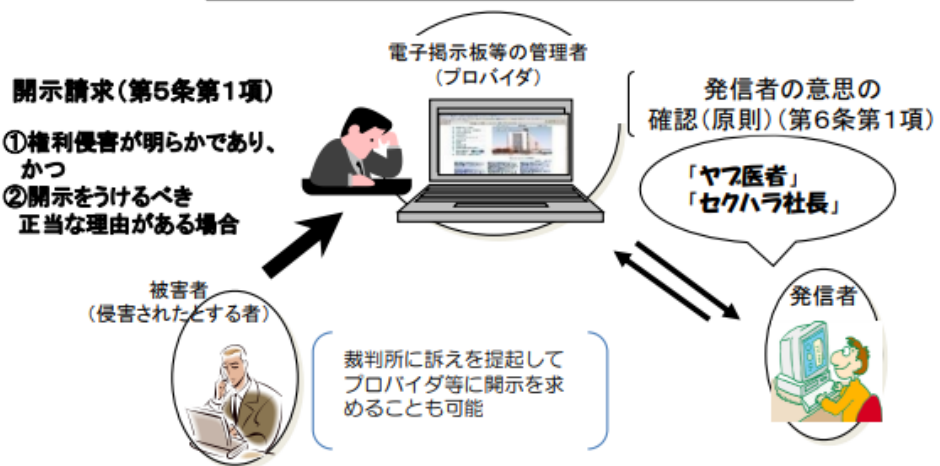 電子掲示板等の管理者
（プロバイダ）
開示請求（第5条第1項）
①権利侵害が明らかであり、
かつ
②開示をうけるべき
正当な理由がある場合
発信者の意思の
確認（原則）（第6条第1項）
「ヤブ医者」
「セクハラ社長」
被害者
（侵害されたとする者）
発信者
裁判所に訴えを提起して
プロバイダ等に開示を求
めることも可能